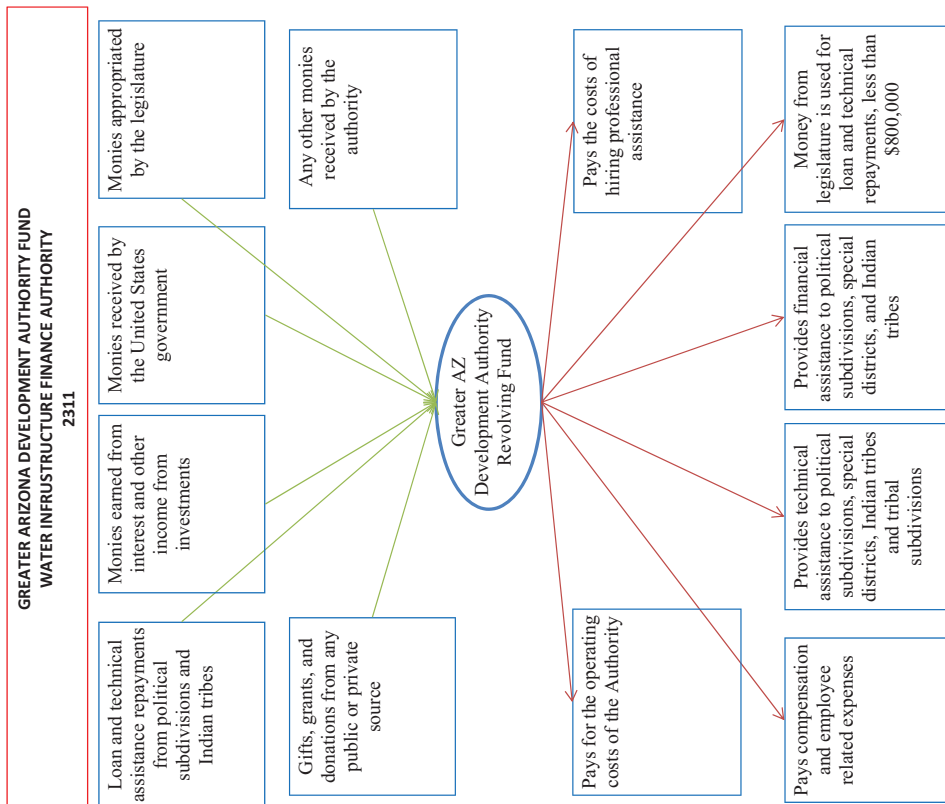 GREATER ARIZONA DEVELOPMENT AUTHORITY FUND
WATER INFRUSTRUCTURE FINANCE AUTHORITY
2311
Loan and technical
assistance repayments
from political
subdivisions and
Indian tribes
Monies earned from
interest and other
income from
investments
Monies received by
the United States
government
Monies appropriated
by the legislature
Gifts, grants, and
donations from any
public or private
source
Any other monies
received by the
authority
Greater AZ
Development Authority
Revolving Fund
Pays for the operating
costs of the Authority
Pays the costs of
hiring professional
assistance
Pays compensation
and employee
related expenses
Provides technical
assistance to political
subdivisions, special
districts, Indian tribes
and tribal
subdivisions
Provides financial
assistance to political
subdivisions, special
districts, and Indian
tribes
Money from
legislature is used for
loan and technical
repayments, less than
$800,000